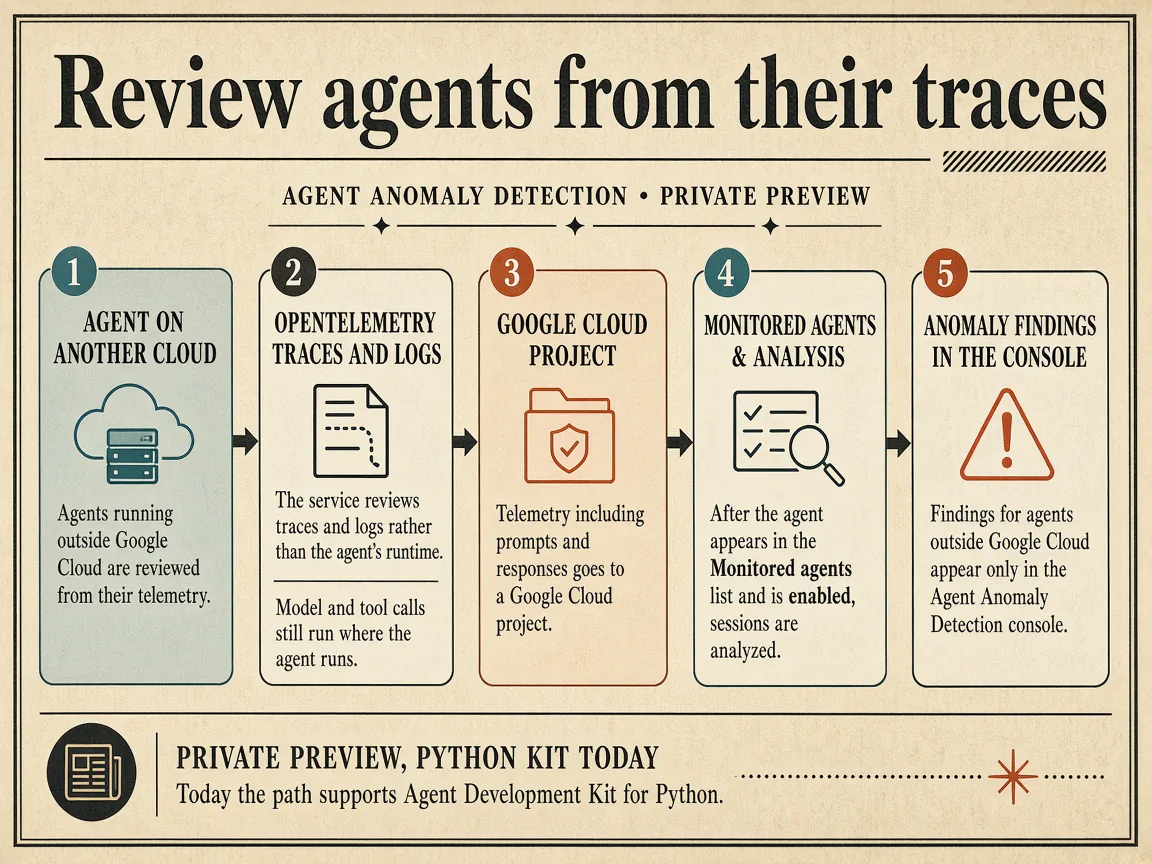 Review agents from their traces
AGENT ANOMALY DETECTION • PRIVATE PREVIEW
1
AGENT ON
ANOTHER CLOUD
Agents running
outside Google
Cloud are reviewed
from their telemetry.
2
OPENTELEMETRY
TRACES AND LOGS
The service reviews
traces and logs rather
than the agent's runtime.
Model and tool calls
still run where the
agent runs.
3
GOOGLE CLOUD
PROJECT
Telemetry including
prompts and
responses goes to
a Google Cloud
project.
4
MONITORED AGENTS
& ANALYSIS
After the agent
appears in the
Monitored agents
list and is enabled,
sessions are
analyzed.
5
ANOMALY FINDINGS
IN THE CONSOLE
Findings for agents
outside Google Cloud
appear only in the
Agent Anomaly
Detection console.
PRIVATE PREVIEW, PYTHON KIT TODAY
Today the path supports Agent Development Kit for Python.